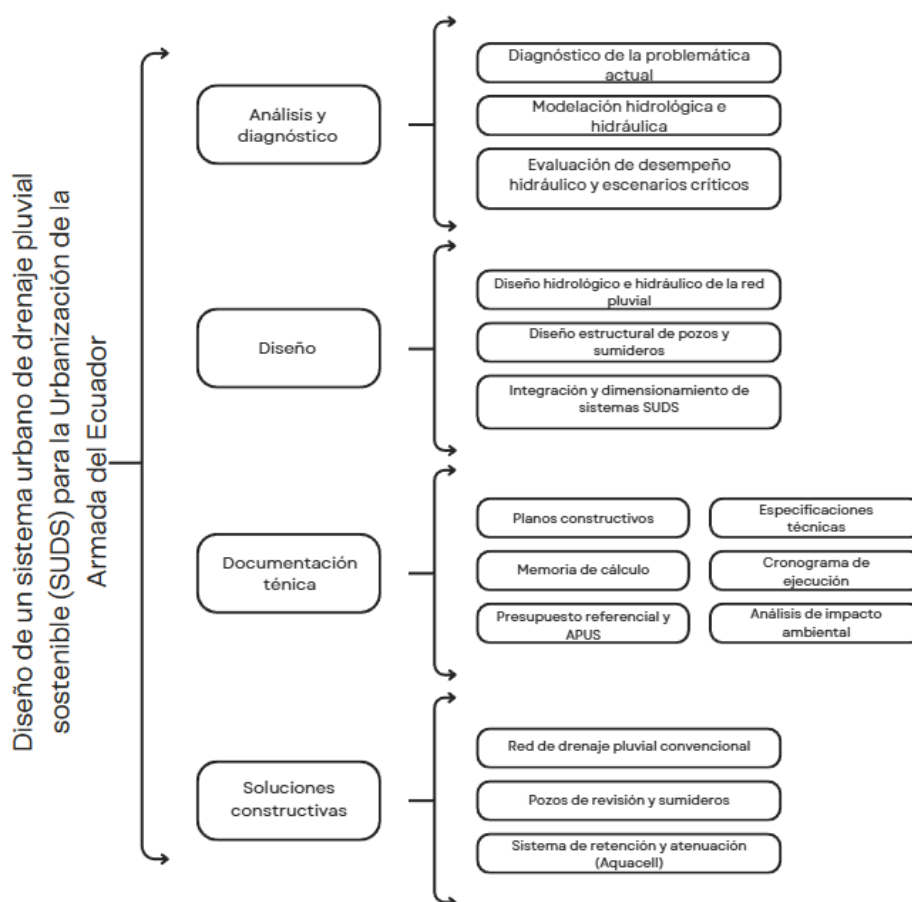 Diseño de un sistema urbano de drenaje pluvial
sostenible (SUDS) para la Urbanización de la
Armada del Ecuador
Análisis y
diagnóstico
Diagnóstico de la problemática
actual
Modelación hidrológica e
hidráulica
Evaluación de desempeño
hidráulico y escenarios críticos
Diseño
Diseño hidrológico e hidráulico de la red
pluvial
Diseño estructural de pozos y
sumideros
Integración y dimensionamiento de
sistemas SUDS
Documentación
ténica
Planos constructivos
Especificaciones
técnicas
Memoria de cálculo
Cronograma de
ejecución
Presupuesto referencial y
APUS
Análisis de impacto
ambiental
Soluciones
constructivas
Red de drenaje pluvial convencional
Pozos de revisión y sumideros
Sistema de retención y atenuación
(Aquacell)